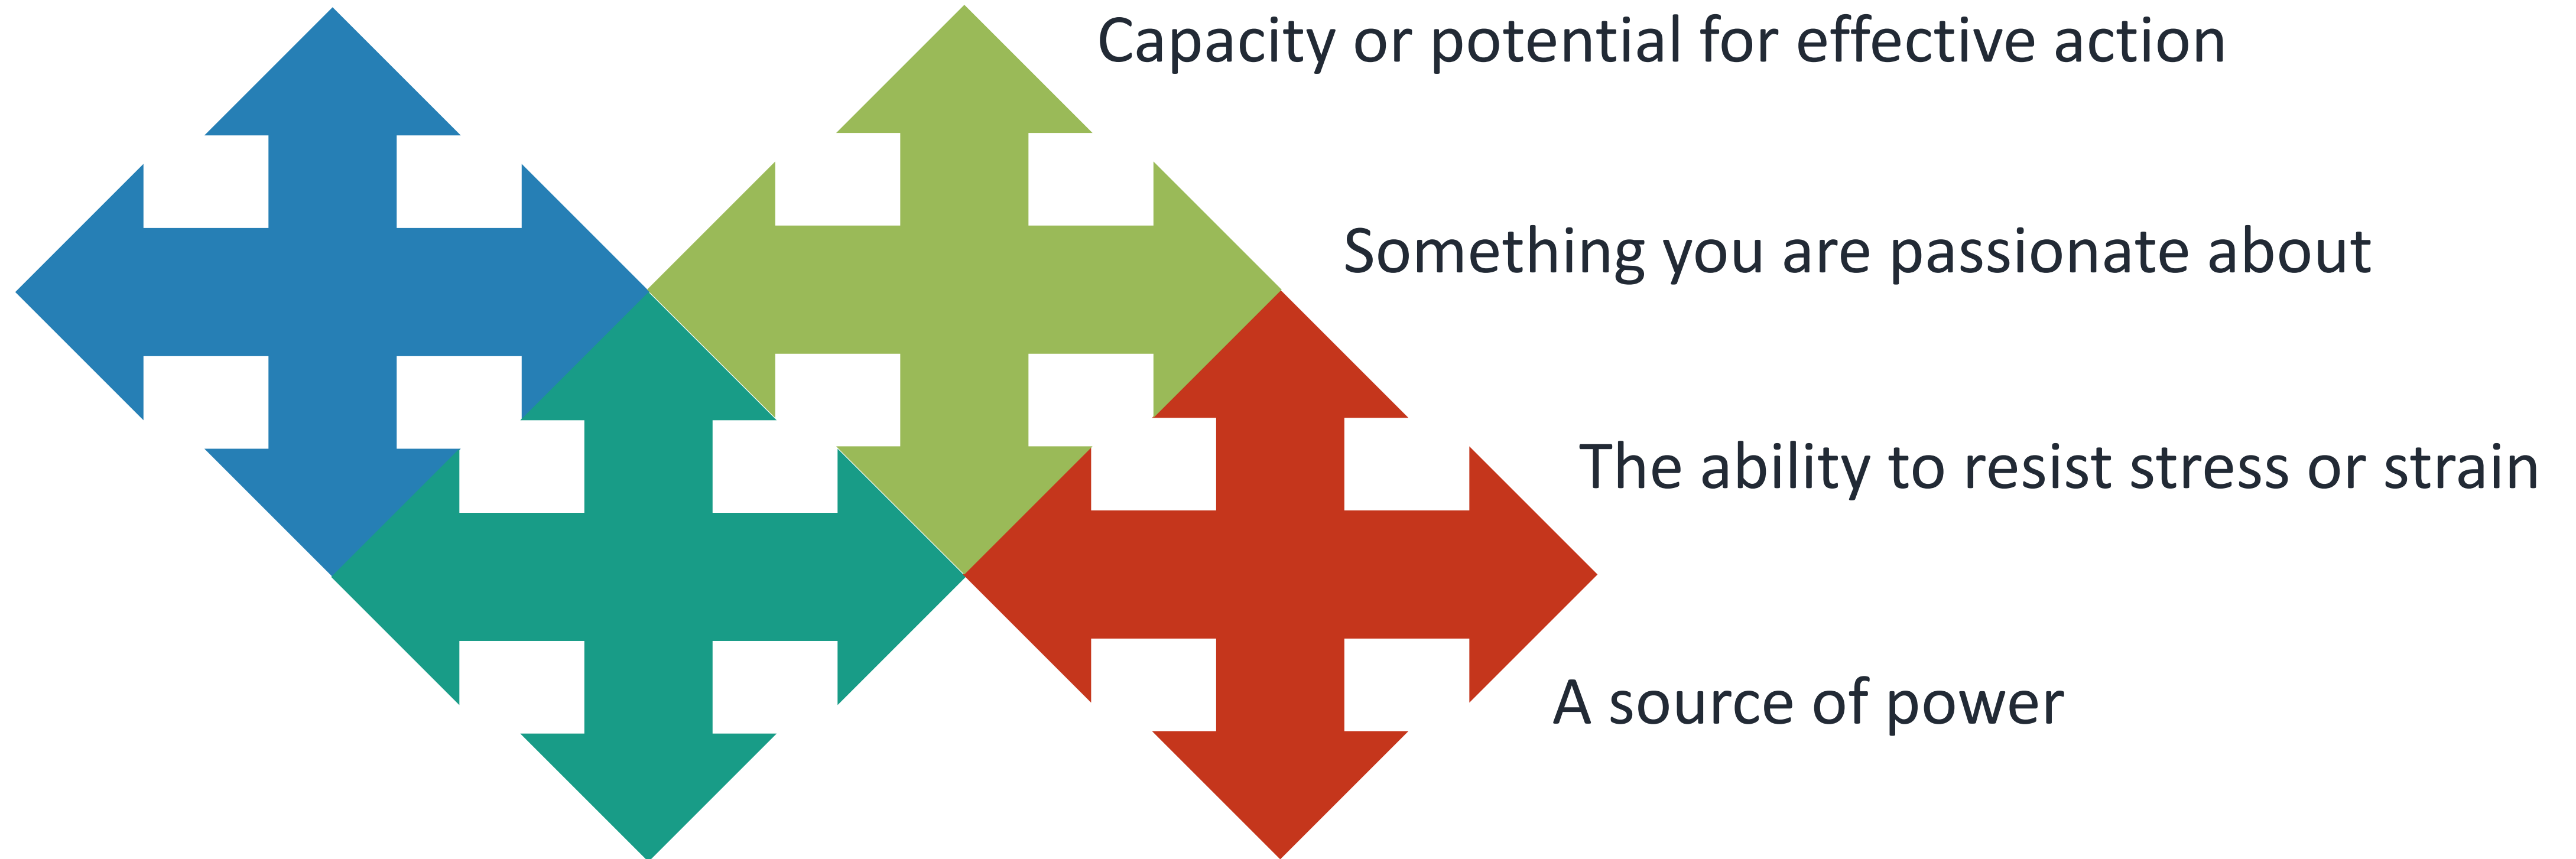 Capacity or potential for effective action
Something you are passionate about
The ability to resist stress or strain
A source of power